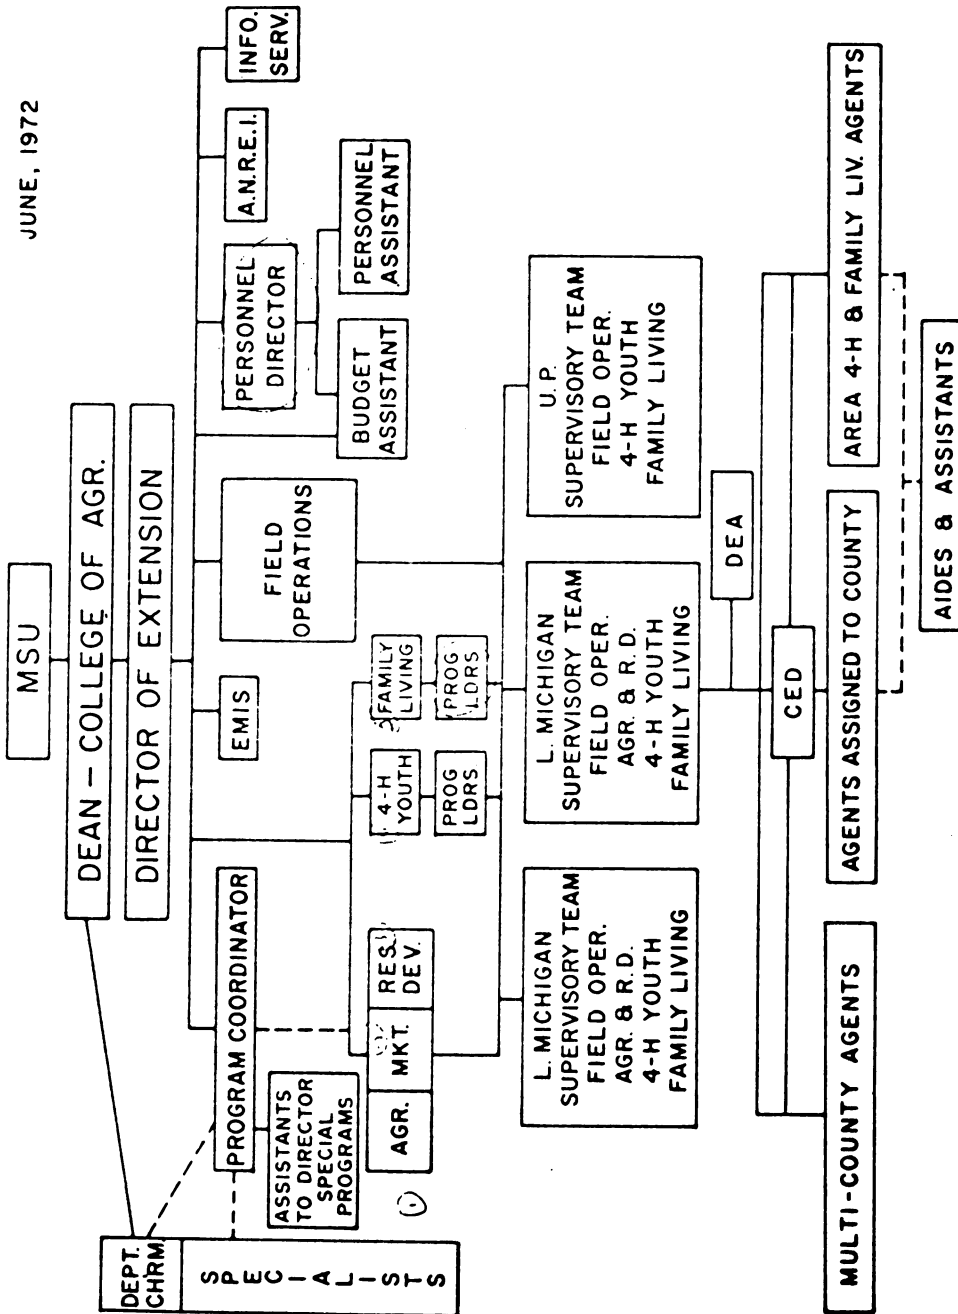 JUNE, 1972
MSU
DEAN – COLLEGE OF AGR.
DIRECTOR OF EXTENSION
DEPT.
CHRM.
SPECIALISTS
PROGRAM COORDINATOR
ASSISTANTS
TO DIRECTOR
SPECIAL
PROGRAMS
EMIS
FIELD
OPERATIONS
PERSONNEL
DIRECTOR
A.N.R.E.I.
INFO.
SERV.
BUDGET
ASSISTANT
PERSONNEL
ASSISTANT
AGR.
MKT.
RES.
DEV.
4-H
YOUTH
FAMILY
LIVING
PROG
LDRS
PROG
LDRS
L. MICHIGAN
SUPERVISORY TEAM
FIELD OPER.
AGR. & R.D.
4-H YOUTH
FAMILY LIVING
L. MICHIGAN
SUPERVISORY TEAM
FIELD OPER.
AGR. & R.D.
4-H YOUTH
FAMILY LIVING
U. P.
SUPERVISORY TEAM
FIELD OPER.
4-H YOUTH
FAMILY LIVING
DEA
CED
MULTI-COUNTY AGENTS
AGENTS ASSIGNED TO COUNTY
AREA 4-H & FAMILY LIV. AGENTS
AIDES & ASSISTANTS